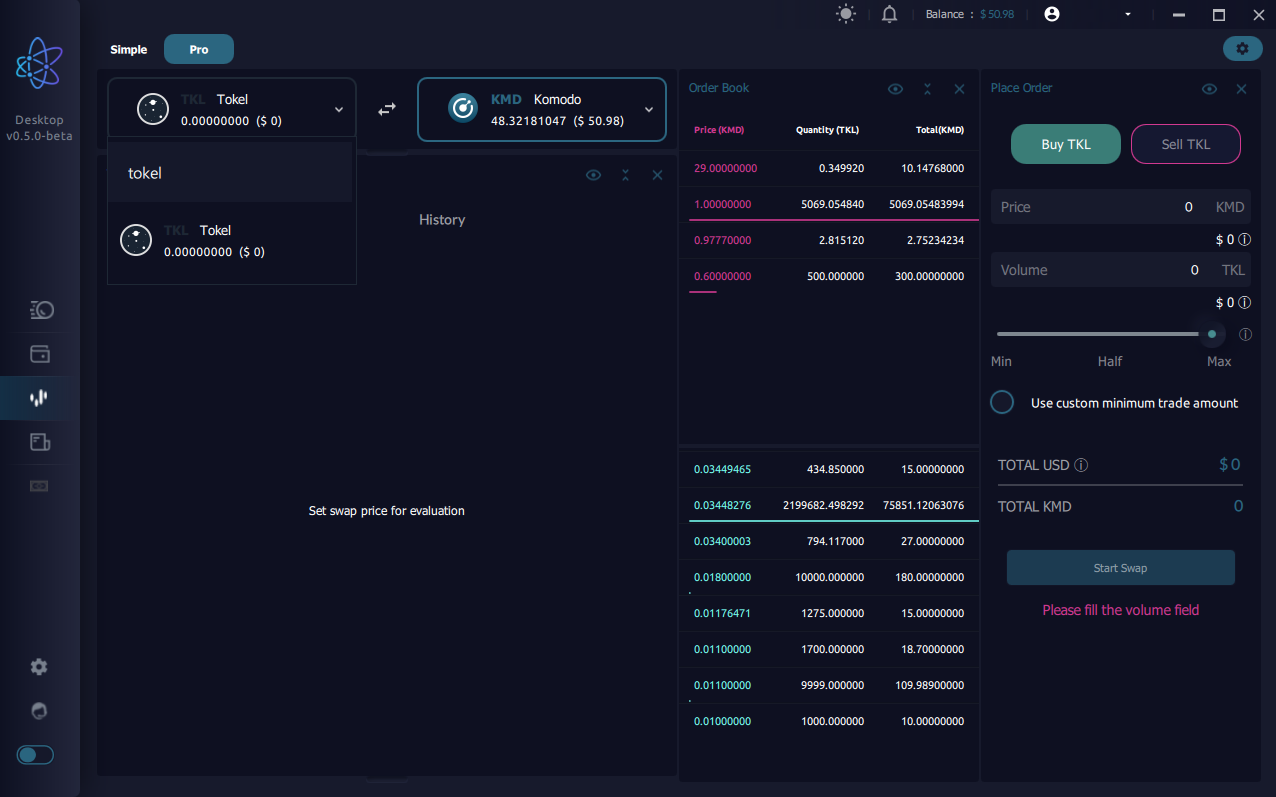 Balance : $ 50.98
Desktop
v0.5.0-beta
Simple
Pro
TKL Tokel
0.00000000 ($ 0)
KMD Komodo
48.32181047 ($ 50.98)
tokel
TKL Tokel
0.00000000 ($ 0)
History
Set swap price for evaluation
Order Book
Price (KMD) Quantity (TKL) Total(KMD)
29.00000000 0.349920 10.14768000
1.00000000 5069.054840 5069.05483994
0.97770000 2.815120 2.75234234
0.60000000 500.000000 300.00000000
0.03449465 434.850000 15.00000000
0.03448276 2199682.498292 75851.12063076
0.03400003 794.117000 27.00000000
0.01800000 10000.000000 180.00000000
0.01176471 1275.000000 15.00000000
0.01100000 1700.000000 18.70000000
0.01100000 9999.000000 109.98900000
0.01000000 1000.000000 10.00000000
Place Order
Buy TKL
Sell TKL
Price 0 KMD
$ 0
Volume 0 TKL
$ 0
Min Half Max
Use custom minimum trade amount
TOTAL USD $ 0
TOTAL KMD 0
Start Swap
Please fill the volume field